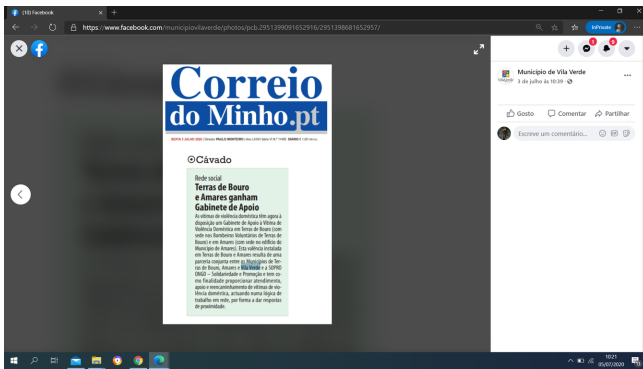 (10) Facebook
https://www.facebook.com/municipiovilaverde/photos/pcb.2951399091652916/2951398681652957/
InPrivate
Correio
do Minho.pt
SEXTA 3 JULHO 2020
⦿Cávado
Rede social
Terras de Bouro
e Amares ganham
Gabinete de Apoio
As vítimas de violência doméstica têm agora à
disposição um Gabinete de Apoio à Vítima de
Violência Doméstica em Terras de Bouro (com
sede nos Bombeiros Voluntários de Terras de
Bouro) e em Amares (com sede no edifício do
Município de Amares). Esta valência instalada
em Terras de Bouro e Amares resulta de uma
parceria conjunta entre os Municípios de Ter-
ras de Bouro, Amares e Vila Verde e a SOPRO
ONGD – Solidariedade e Promoção e tem co-
mo finalidade proporcionar atendimento,
apoio e reencaminhamento de vítimas de vio-
lência doméstica, actuando numa lógica de
trabalho em rede, por forma a dar respostas
de proximidade.
Município de Vila Verde
3 de julho às 10:39
Gosto Comentar Partilhar
Escreve um comentário...
10:21
05/07/2020